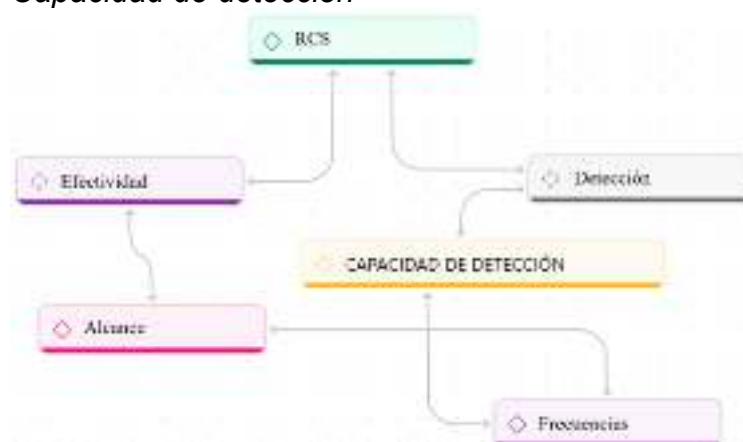 Capacidad de detección
RCS
Efectividad
Detección
CAPACIDAD DE DETECCIÓN
Alcance
Frecuencias